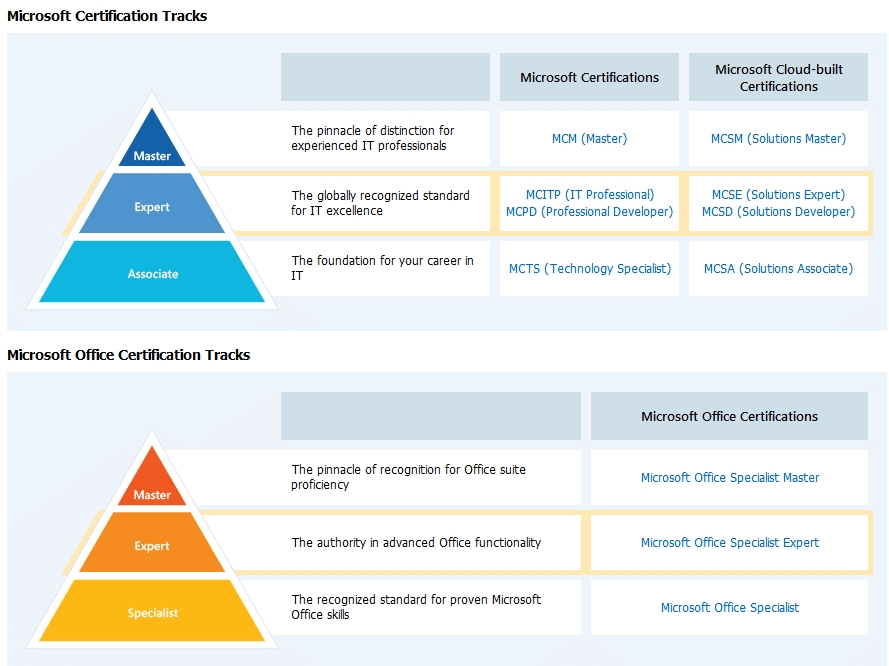 Microsoft Certification Tracks
Microsoft Certifications
Microsoft Cloud-built
Certifications
Master
The pinnacle of distinction for
experienced IT professionals
MCM (Master)
MCSM (Solutions Master)
Expert
The globally recognized standard
for IT excellence
MCITP (IT Professional)
MCPD (Professional Developer)
MCSE (Solutions Expert)
MCSD (Solutions Developer)
Associate
The foundation for your career in
IT
MCTS (Technology Specialist)
MCSA (Solutions Associate)
Microsoft Office Certification Tracks
Microsoft Office Certifications
Master
The pinnacle of recognition for Office suite
proficiency
Microsoft Office Specialist Master
Expert
The authority in advanced Office functionality
Microsoft Office Specialist Expert
Specialist
The recognized standard for proven Microsoft
Office skills
Microsoft Office Specialist